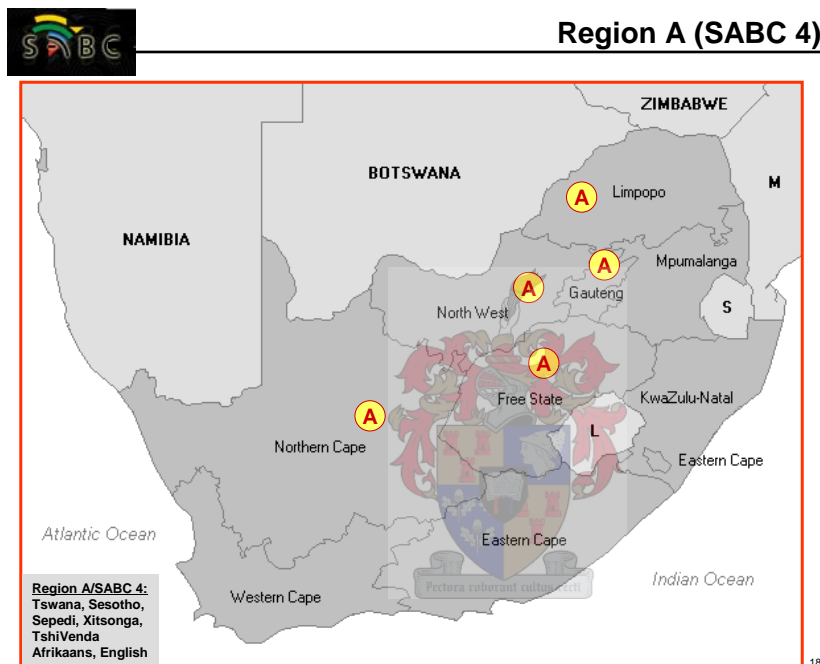 SABC
Region A (SABC 4)
ZIMBABWE
BOTSWANA
M
A
Limpopo
NAMIBIA
A
Mpumalanga
A
Gauteng
S
North West
A
Free State
KwaZulu-Natal
A
L
Northern Cape
Eastern Cape
Atlantic Ocean
Eastern Cape
Indian Ocean
Pectora roborant cultus recti
Western Cape
Region A/SABC 4:
Tswana, Sesotho,
Sepedi, Xitsonga,
TshiVenda
Afrikaans, English
18